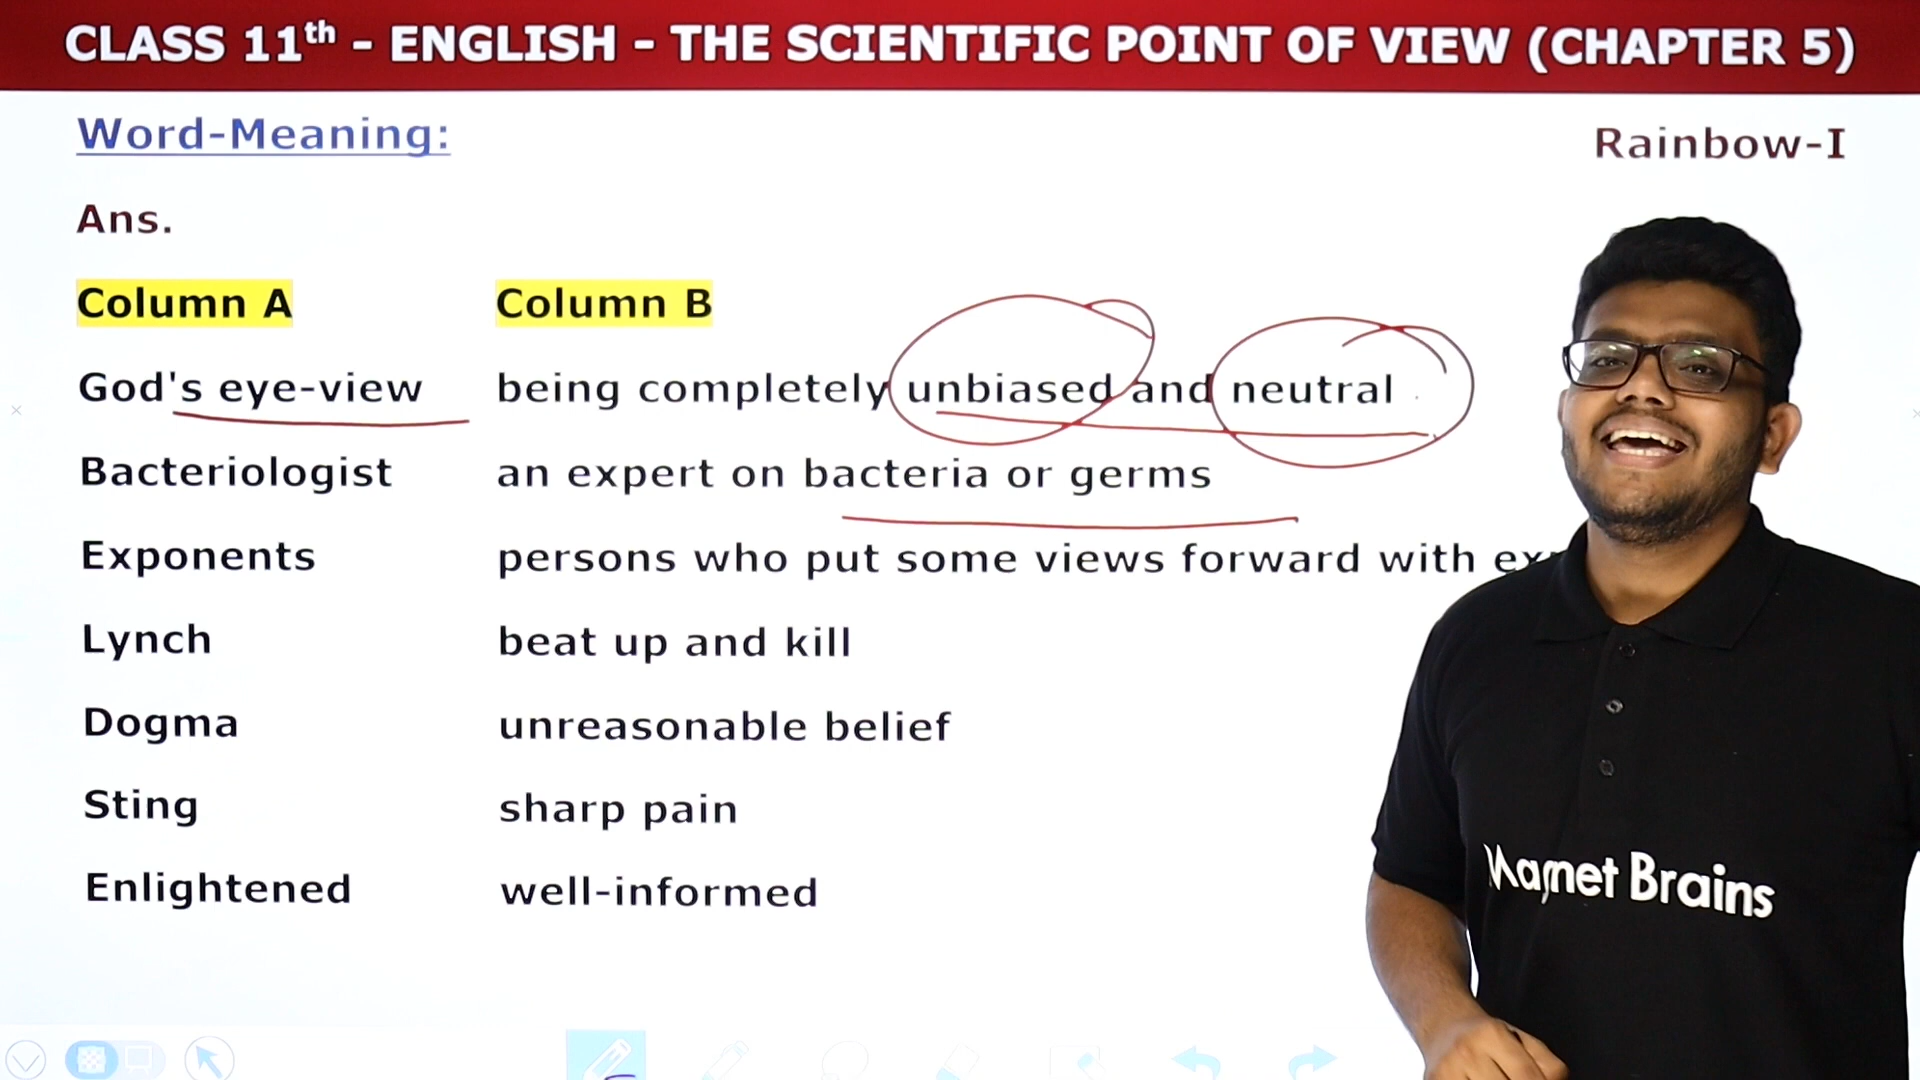 CLASS 11th - ENGLISH - THE SCIENTIFIC POINT OF VIEW (CHAPTER 5)
Word-Meaning:
Rainbow-I
Ans.
Column A Column B
God's eye-view being completely unbiased and neutral
Bacteriologist an expert on bacteria or germs
Exponents persons who put some views forward with
Lynch beat up and kill
Dogma unreasonable belief
Sting sharp pain
Enlightened well-informed
Magnet Brains